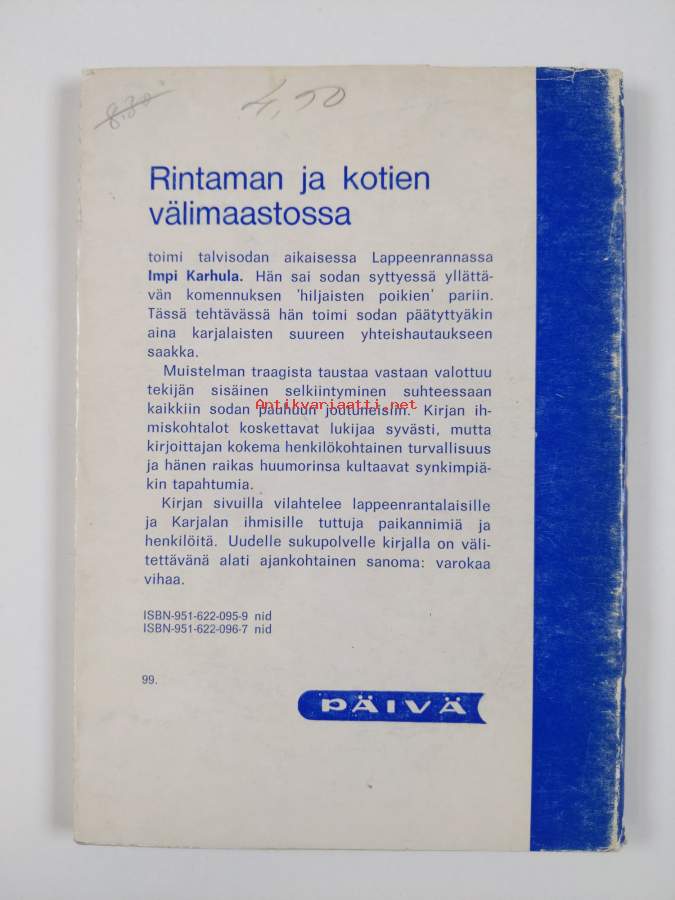 8.80
4,50
Rintaman ja kotien
välimaastossa
toimi talvisodan aikaisessa Lappeenrannassa
Impi Karhula. Hän sai sodan syttyessä yllättä-
vän komennuksen 'hiljaisten poikien' pariin.
Tässä tehtävässä hän toimi sodan päätyttyäkin
aina karjalaisten suureen yhteishautaukseen
saakka.
Muistelman traagista taustaa vastaan valottuu
tekijän sisäinen selkiintyminen suhteessaan
kaikkiin sodan pauhuun joutuneisiin. Kirjan ih-
Antikvariaatti.net
miskohtalot koskettavat lukijaa syvästi, mutta
kirjoittajan kokema henkilökohtainen turvallisuus
ja hänen raikas huumorinsa kultaavat synkimpiä-
kin tapahtumia.
Kirjan sivuilla vilahtelee lappeenrantalaisille
ja Karjalan ihmisille tuttuja paikannimiä ja
henkilöitä. Uudelle sukupolvelle kirjalla on väli-
tettävänä alati ajankohtainen sanoma: varokaa
vihaa.
ISBN-951-622-095-9 nid
ISBN-951-622-096-7 nid
99.
PÄIVÄ